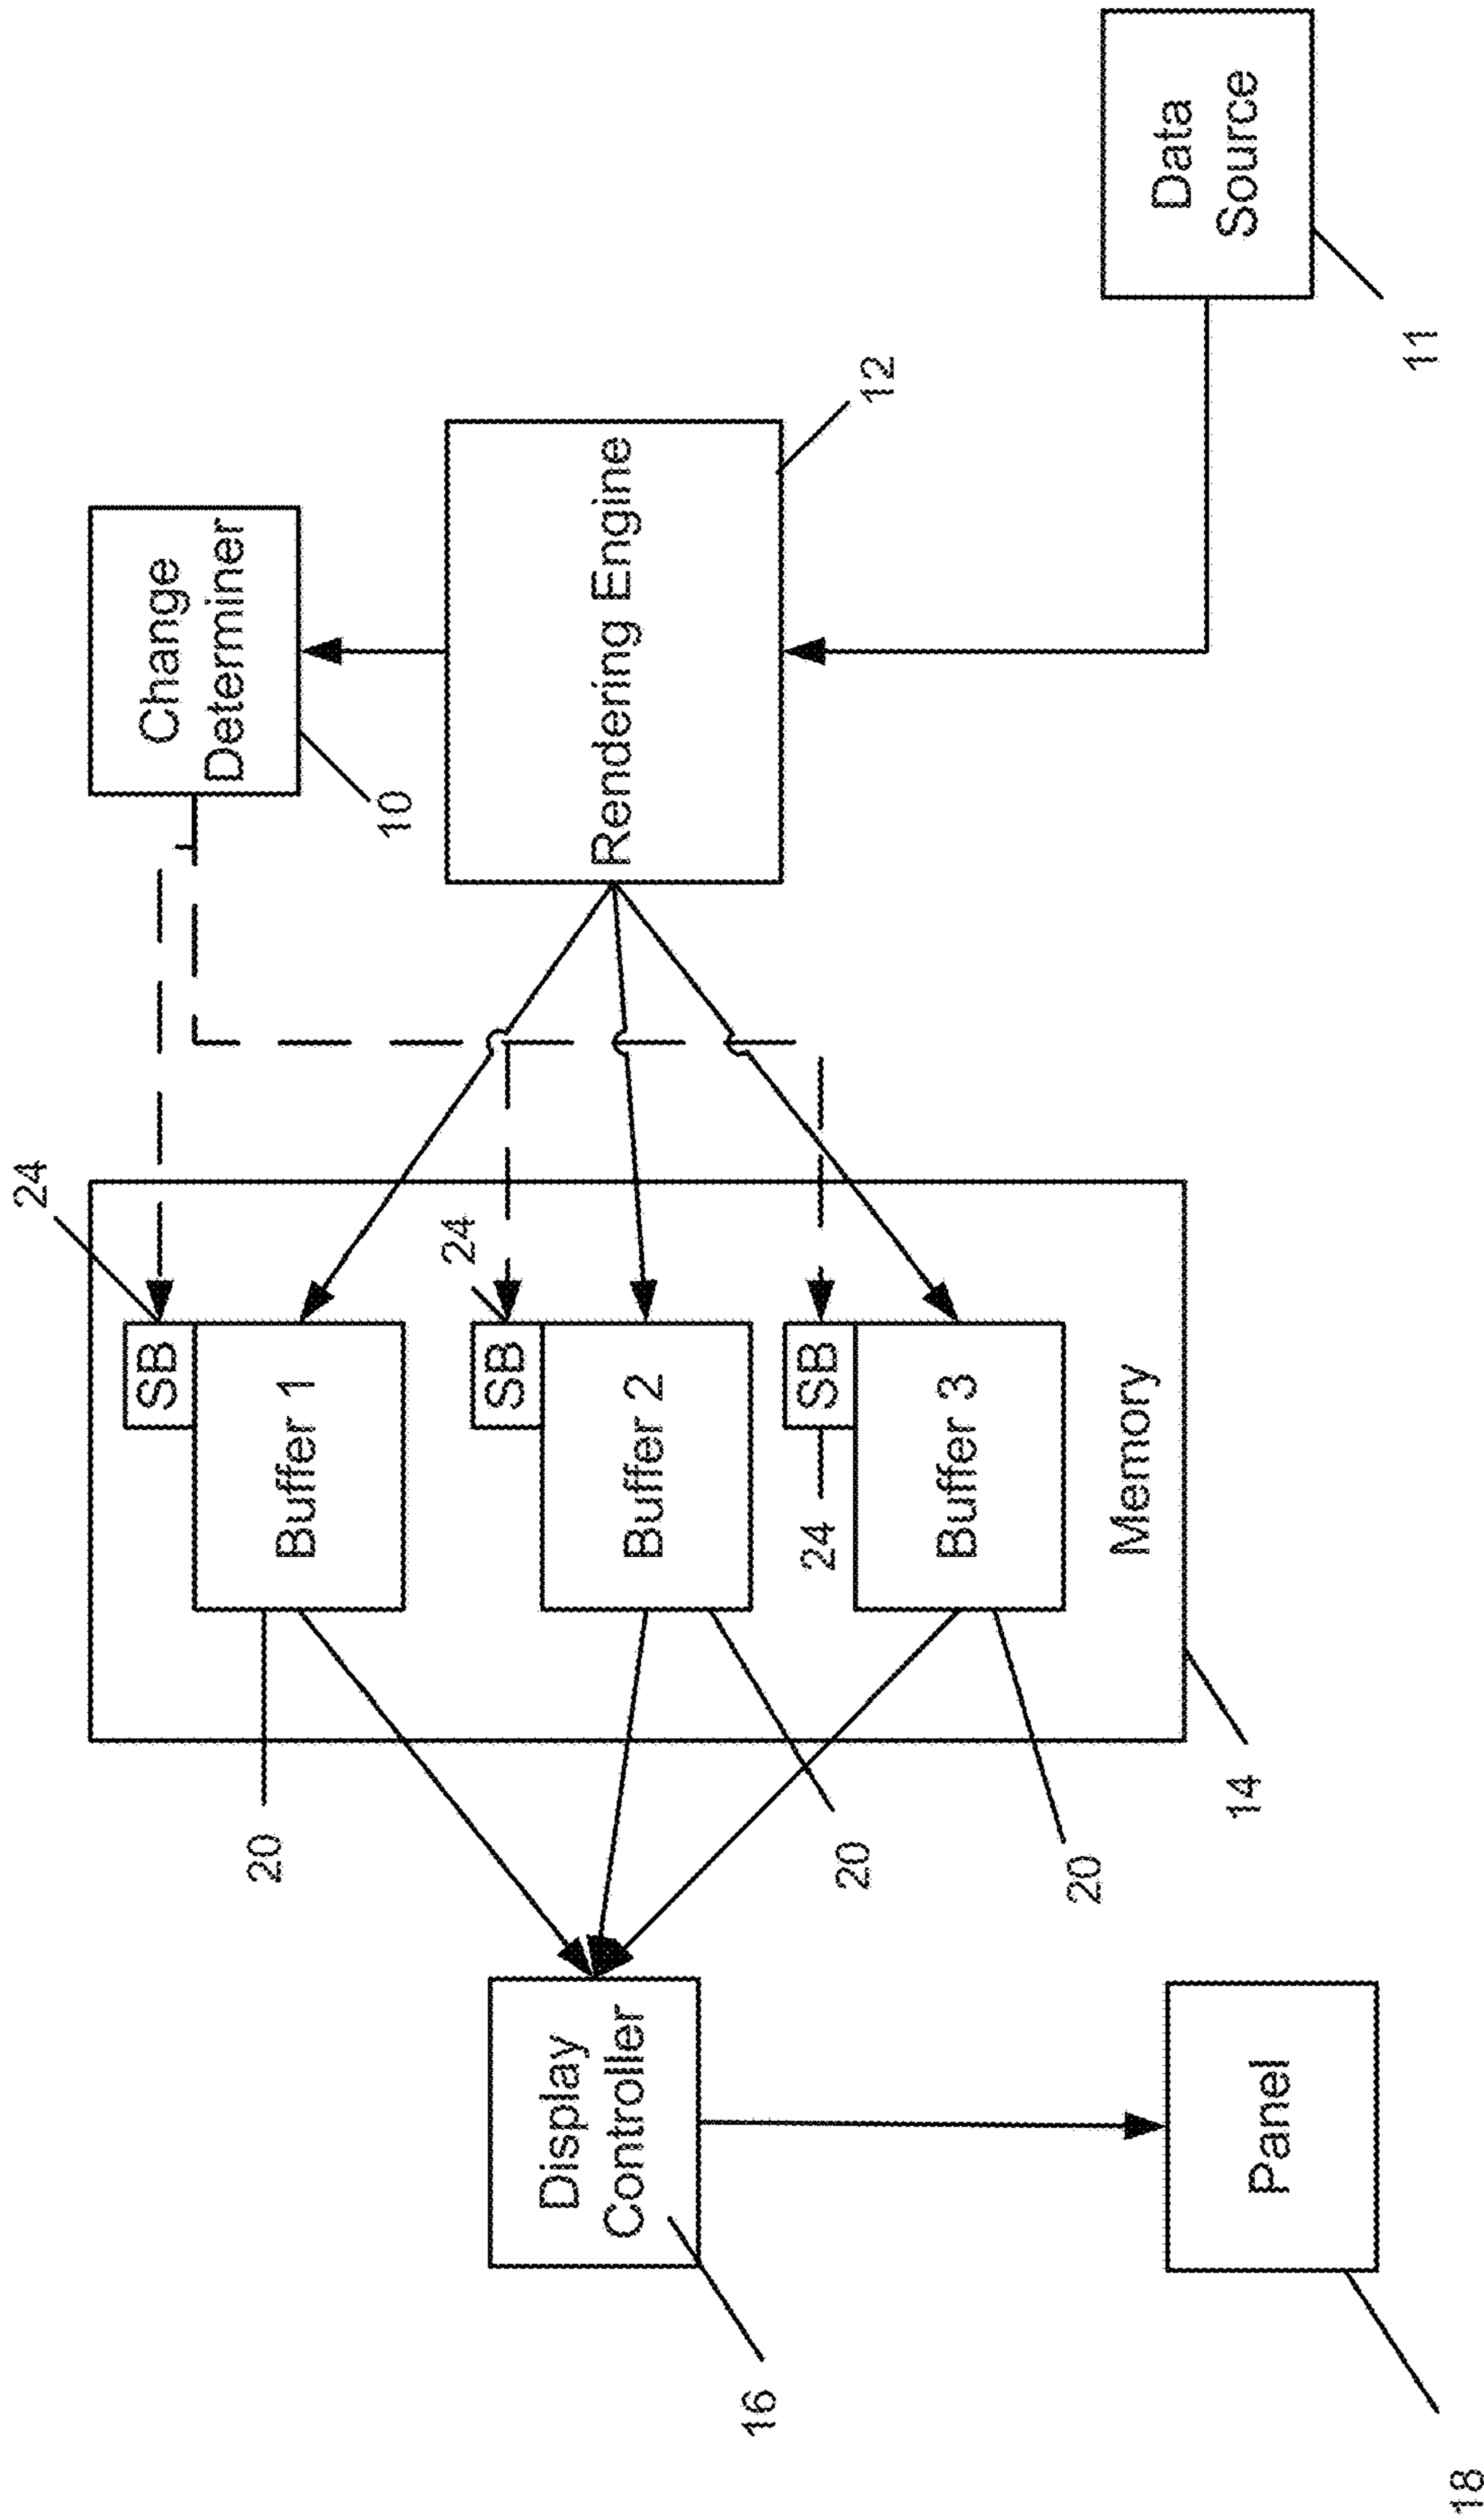 Display
Controller
16
Panel
18
24
SB
Buffer 1
20
24
SB
Buffer 2
20
24
SB
Buffer 3
20
Memory
14
Change
Determiner
10
Rendering Engine
12
Data
Source
11